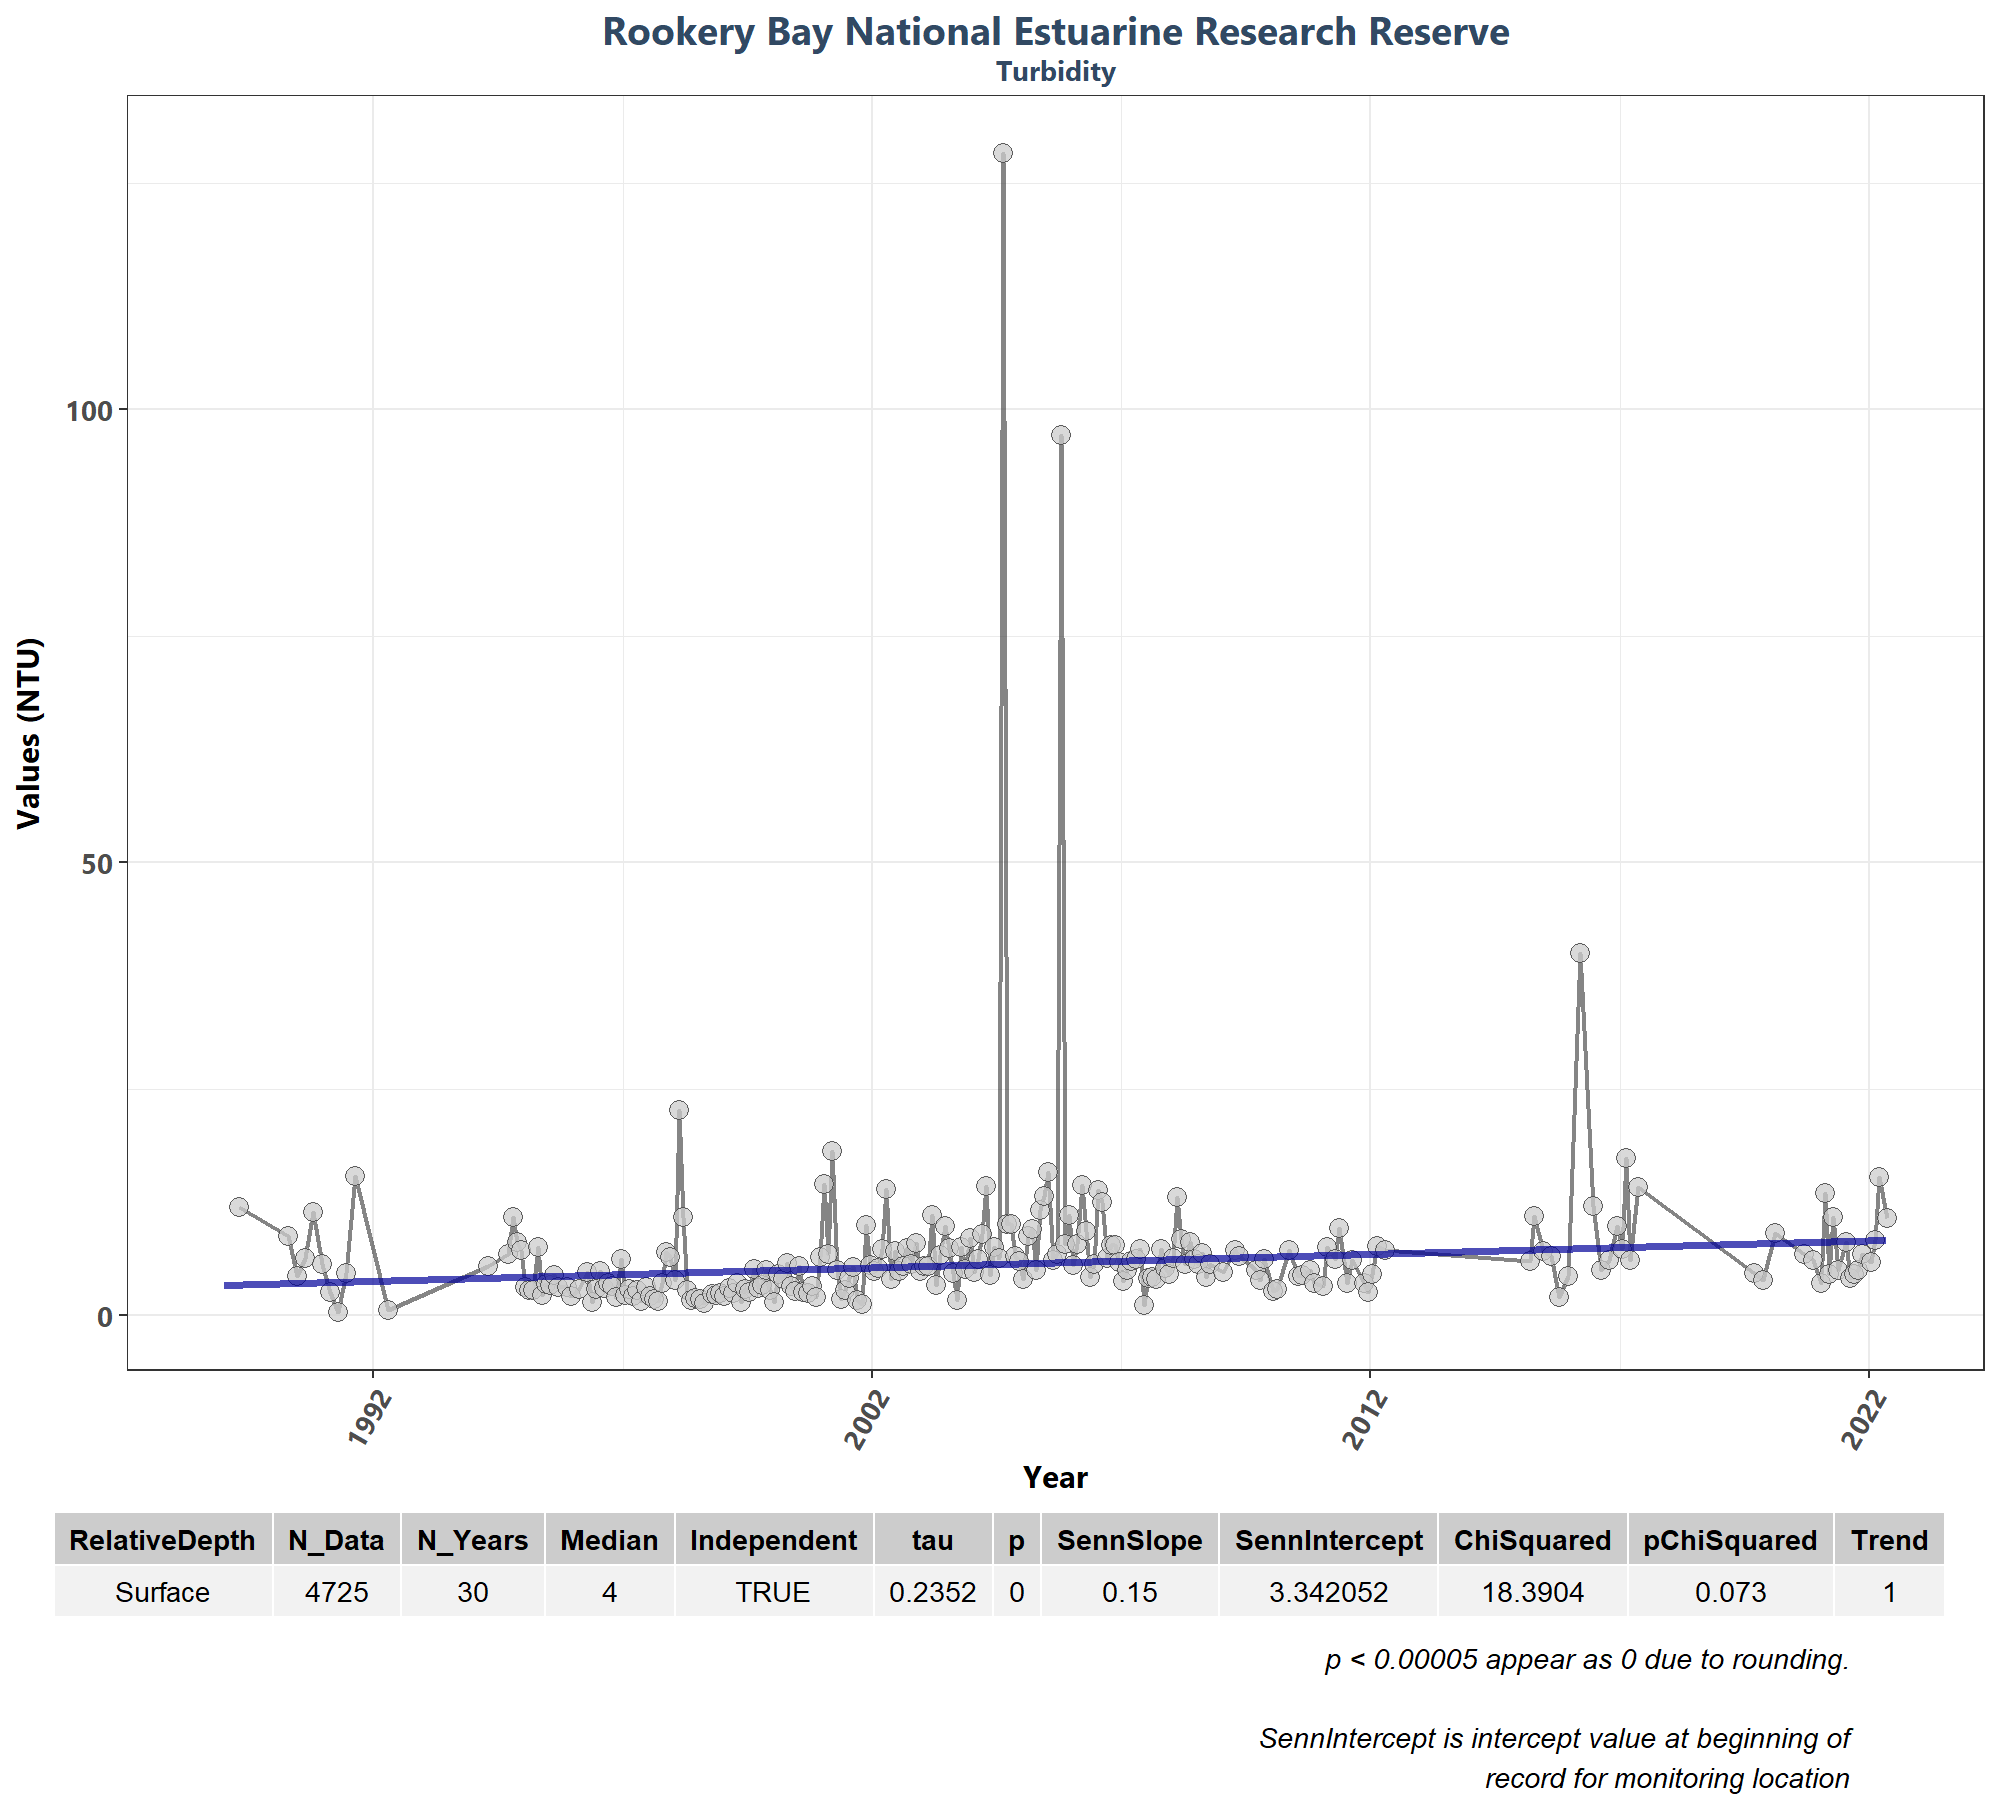 Rookery Bay National Estuarine Research Reserve
Turbidity
Values (NTU)
100
50
0
1992
2002
2012
2022
Year
RelativeDepth N_Data N_Years Median Independent tau p SennSlope SennIntercept ChiSquared pChiSquared Trend
Surface 4725 30 4 TRUE 0.2352 0 0.15 3.342052 18.3904 0.073 1
p < 0.00005 appear as 0 due to rounding.
SennIntercept is intercept value at beginning of
record for monitoring location